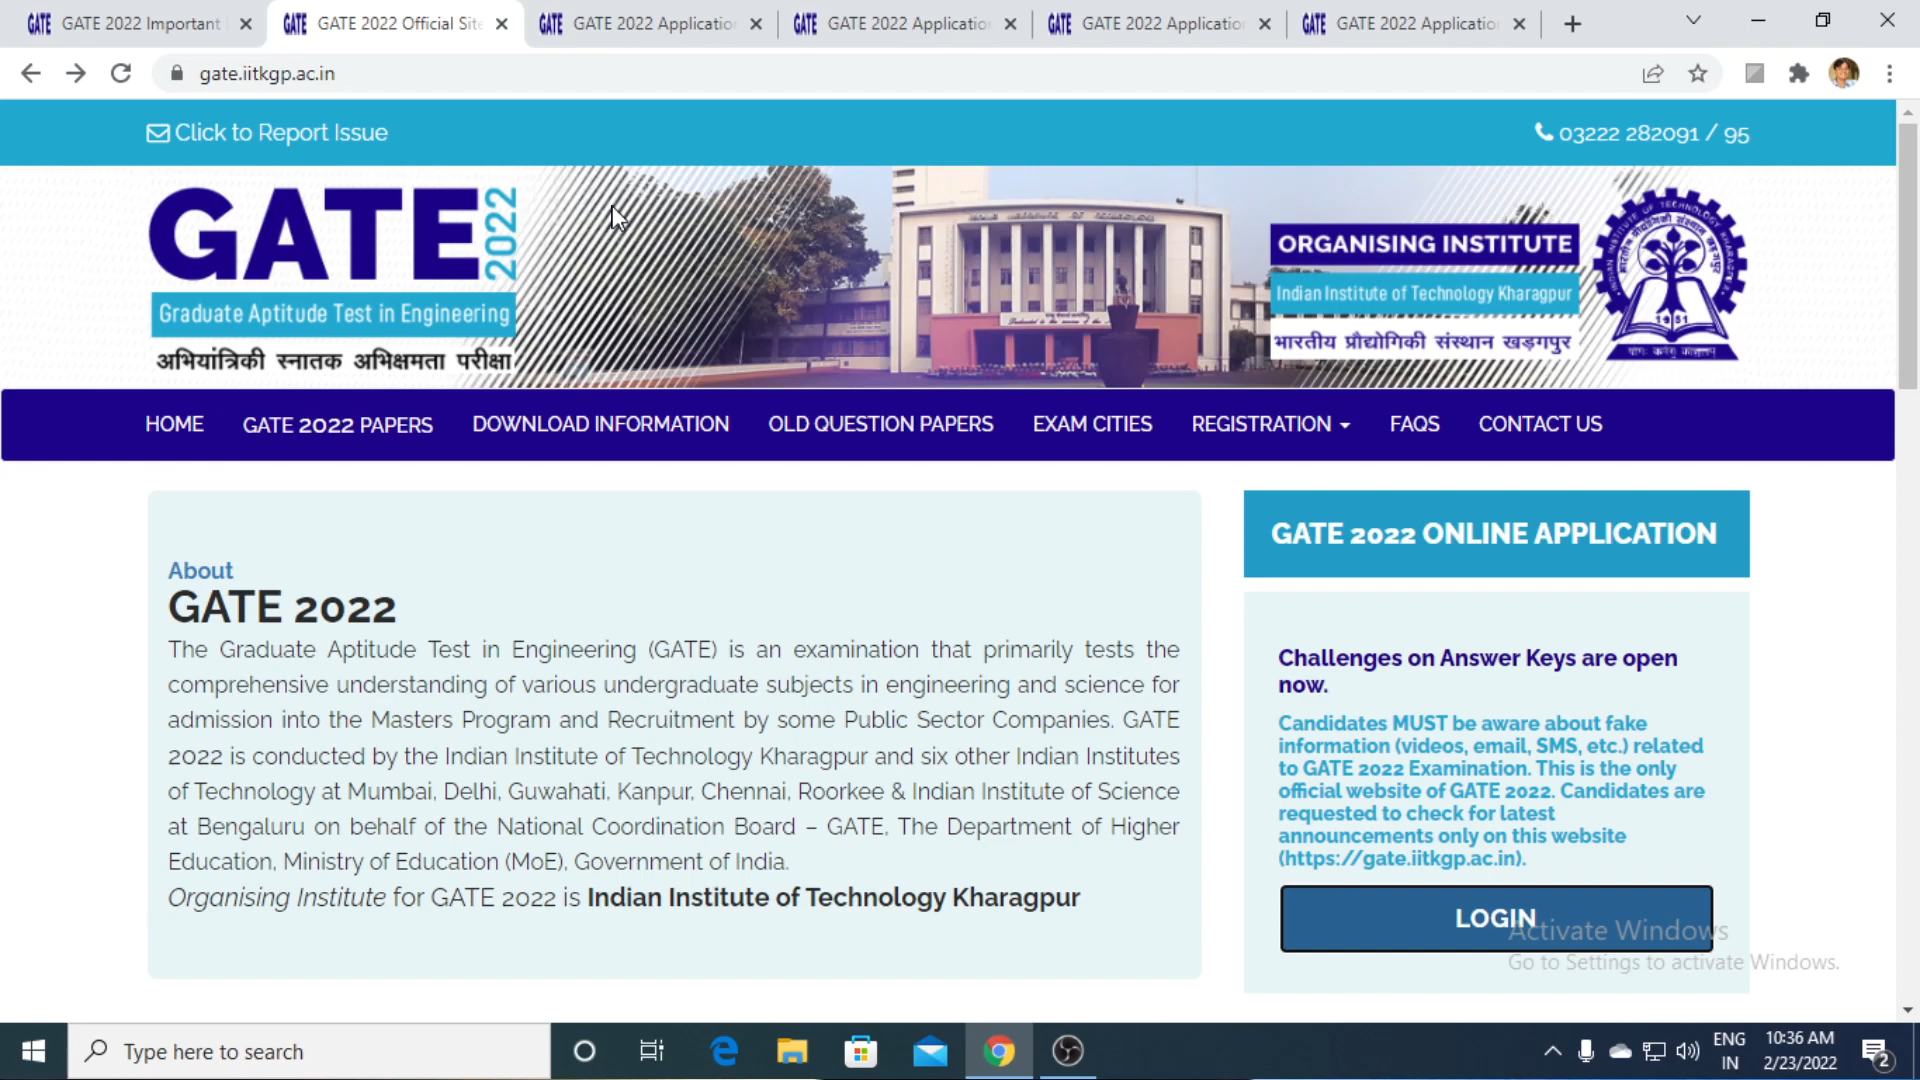 GATE 2022 Important
GATE 2022 Official Site
GATE 2022 Application
GATE 2022 Application
GATE 2022 Application
GATE 2022 Application
gate.iitkgp.ac.in
Click to Report Issue
03222 282091 / 95
GATE 2022
Graduate Aptitude Test in Engineering
अभियांत्रिकी स्नातक अभिक्षमता परीक्षा
ORGANISING INSTITUTE
Indian Institute of Technology Kharagpur
भारतीय प्रौद्योगिकी संस्थान खड़गपुर
1951
HOME
GATE 2022 PAPERS
DOWNLOAD INFORMATION
OLD QUESTION PAPERS
EXAM CITIES
REGISTRATION
FAQS
CONTACT US
About
GATE 2022
The Graduate Aptitude Test in Engineering (GATE) is an examination that primarily tests the
comprehensive understanding of various undergraduate subjects in engineering and science for
admission into the Masters Program and Recruitment by some Public Sector Companies. GATE
2022 is conducted by the Indian Institute of Technology Kharagpur and six other Indian Institutes
of Technology at Mumbai, Delhi, Guwahati, Kanpur, Chennai, Roorkee & Indian Institute of Science
at Bengaluru on behalf of the National Coordination Board – GATE, The Department of Higher
Education, Ministry of Education (MoE), Government of India.
Organising Institute for GATE 2022 is Indian Institute of Technology Kharagpur
GATE 2022 ONLINE APPLICATION
Challenges on Answer Keys are open
now.
Candidates MUST be aware about fake
information (videos, email, SMS, etc.) related
to GATE 2022 Examination. This is the only
official website of GATE 2022. Candidates are
requested to check for latest
announcements only on this website
(https://gate.iitkgp.ac.in).
LOGIN
Activate Windows
Go to Settings to activate Windows.
Type here to search
ENG
IN
10:36 AM
2/23/2022
2